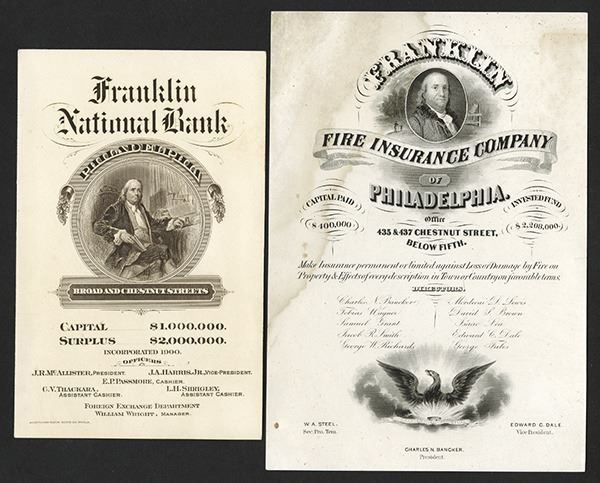 Franklin
National Bank
PHILADELPHIA
BROAD AND CHESTNUT STREETS
CAPITAL $1,000,000.
SURPLUS $2,000,000.
INCORPORATED 1900.
OFFICERS
J.R. McALLISTER, PRESIDENT. J.A. HARRIS, JR., VICE-PRESIDENT.
E.P. PASSMORE, CASHIER.
C.V. THACKARA, L.H. SHRIGLEY,
ASSISTANT CASHIER. ASSISTANT CASHIER.
FOREIGN EXCHANGE DEPARTMENT
WILLIAM WRIGHT, MANAGER.
FRANKLIN
FIRE INSURANCE COMPANY
OF
PHILADELPHIA.
CAPITAL PAID
$400,000
INVESTED FUND
$2,208,000.
Office
435 & 437 CHESTNUT STREET,
BELOW FIFTH.
Make Insurance permanent or limited against Loss or Damage by Fire on
Property & Effects of every description in Town or Country on favorable terms.
DIRECTORS.
Charles N. Bancker Mordecai D. Lewis
Tobias Wagner David S. Brown
Samuel Grant Isaac Lea
Jacob R. Smith Edward C. Dale
George W. Richards George Fales
W. A. STEEL, EDWARD C. DALE
Sec. Pro. Tem. Vice President.
CHARLES N. BANCKER,
President.